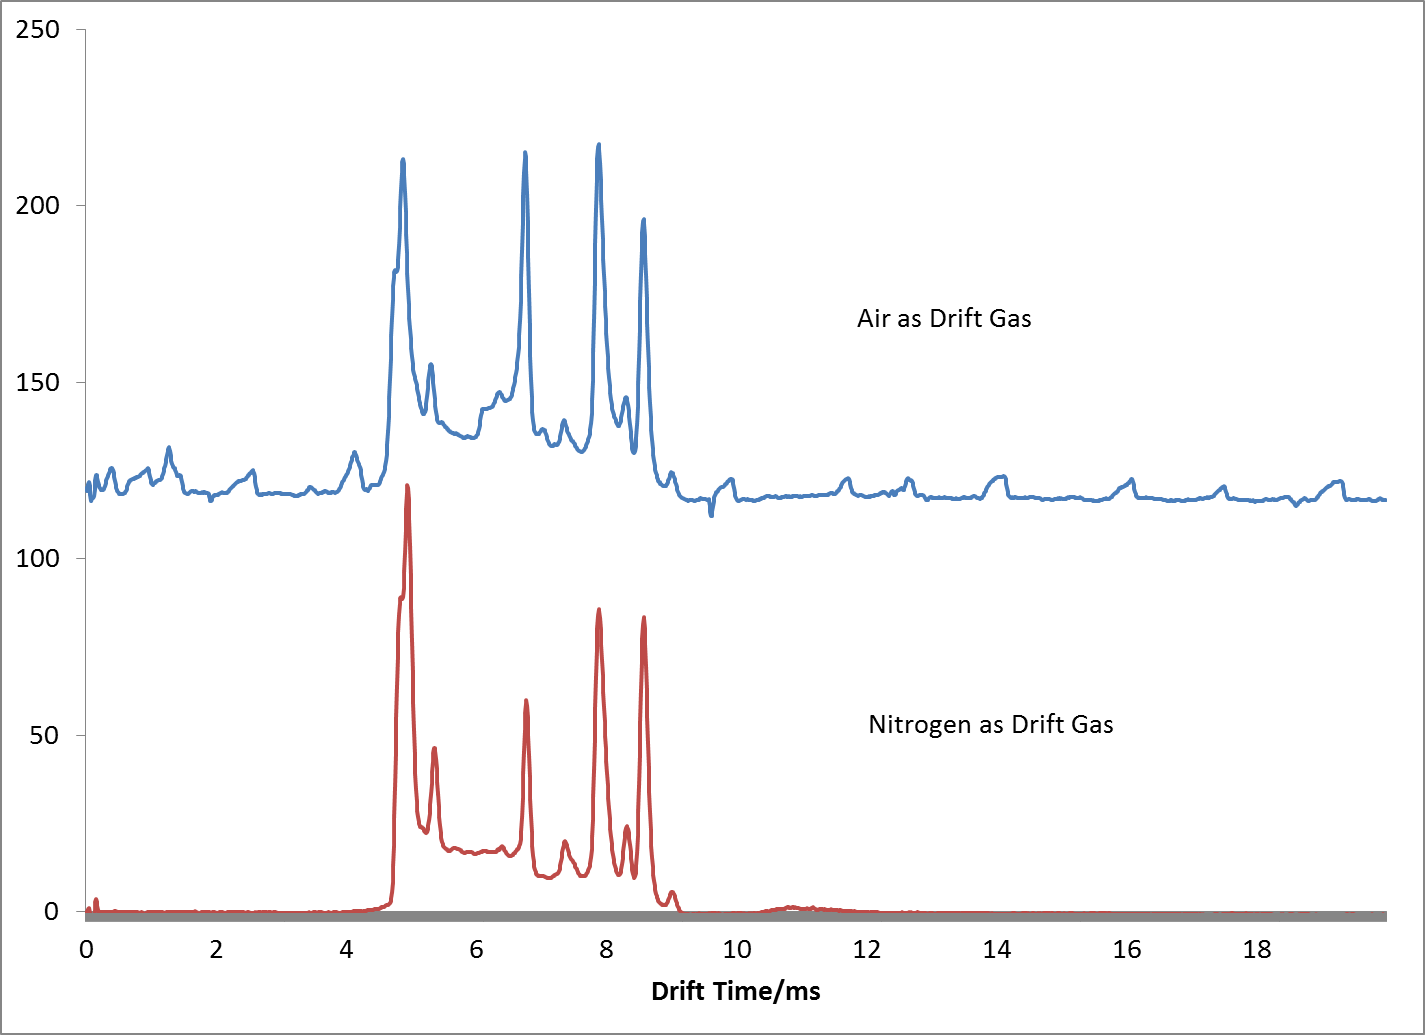 250
200
150
100
50
0
Air as Drift Gas
Nitrogen as Drift Gas
0 2 4 6 8 10 12 14 16 18
Drift Time/ms